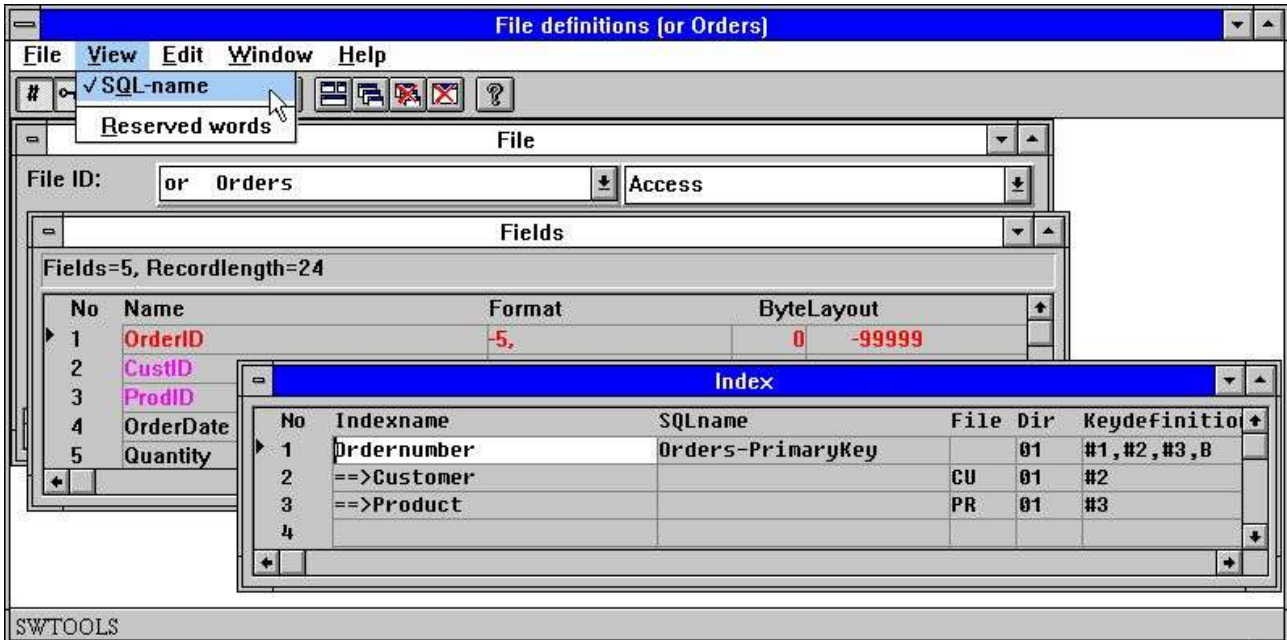 File definitions (or Orders)
File View Edit Window Help
# √ SQL-name ?
Reserved words
File
File ID: or Orders Access
Fields
Fields=5, Recordlength=24
No Name Format ByteLayout
1 OrderID -5, 0 -99999
2 CustID
3 ProdID
4 OrderDate
5 Quantity
Index
No Indexname SQLname File Dir Keydefinitio
1 Ordernumber Orders-PrimaryKey 01 #1,#2,#3,B
2 ==>Customer CU 01 #2
3 ==>Product PR 01 #3
4
SWTOOLS